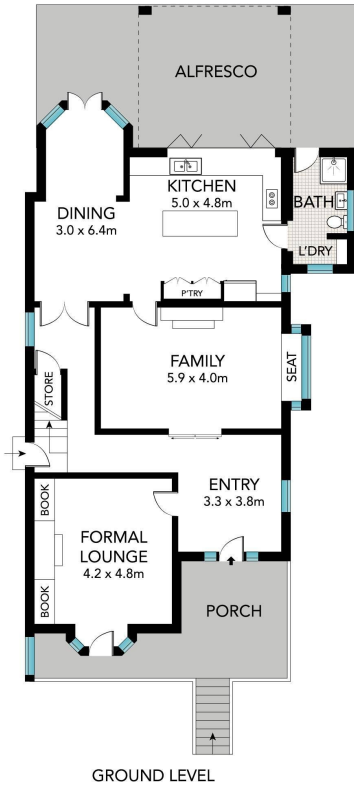 ALFRESCO
KITCHEN
5.0 x 4.8m
BATH
DINING
3.0 x 6.4m
L'DRY
P'TRY
FAMILY
5.9 x 4.0m
SEAT
STORE
ENTRY
3.3 x 3.8m
BOOK
FORMAL
LOUNGE
4.2 x 4.8m
BOOK
PORCH
GROUND LEVEL